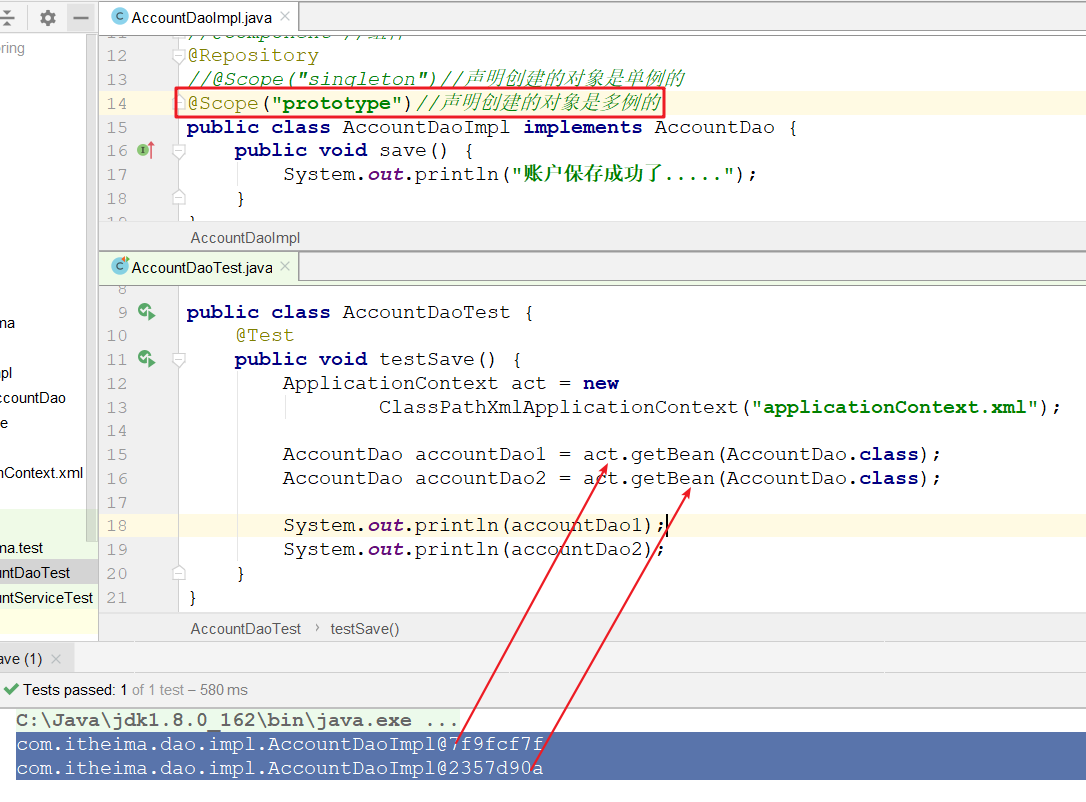 AccountDaoImpl.java
ring
12 @Repository
13 //@Scope("singleton")//声明创建的对象是单例的
14 @Scope("prototype")//声明创建的对象是多例的
15 public class AccountDaoImpl implements AccountDao {
16 public void save() {
17 System.out.println("账户保存成功了.....");
18 }
AccountDaoImpl
AccountDaoTest.java
8
9 public class AccountDaoTest {
10 @Test
11 public void testSave() {
12 ApplicationContext act = new
13 ClassPathXmlApplicationContext("applicationContext.xml");
14
15 AccountDao accountDao1 = act.getBean(AccountDao.class);
16 AccountDao accountDao2 = act.getBean(AccountDao.class);
17
18 System.out.println(accountDao1);
19 System.out.println(accountDao2);
20 }
21 }
ma
npl
ccountDao
e
nContext.xml
ma.test
untDaoTest
untServiceTest
AccountDaoTest › testSave()
ave (1)
Tests passed: 1 of 1 test – 580 ms
C:\Java\jdk1.8.0_162\bin\java.exe ...
com.itheima.dao.impl.AccountDaoImpl@7f9fcf7f
com.itheima.dao.impl.AccountDaoImpl@2357d90a